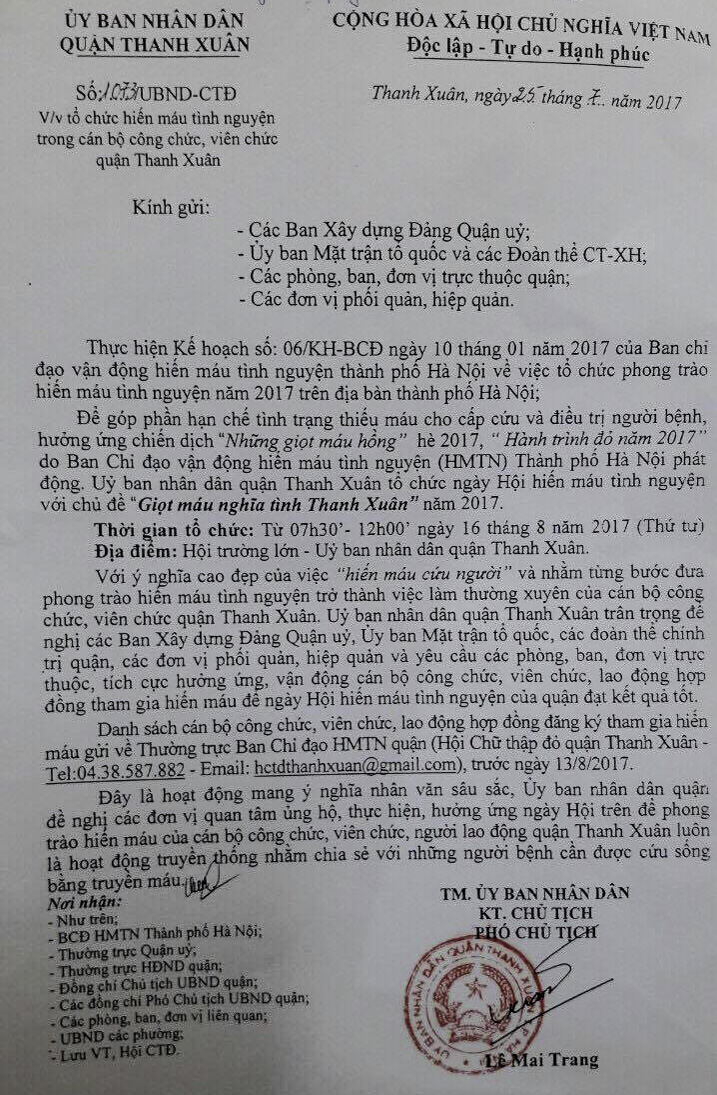 ỦY BAN NHÂN DÂN
QUẬN THANH XUÂN
CỘNG HÒA XÃ HỘI CHỦ NGHĨA VIỆT NAM
Độc lập - Tự do - Hạnh phúc
Số:1073/UBND-CTĐ
Thanh Xuân, ngày 25 tháng 7. năm 2017
V/v tổ chức hiến máu tình nguyện
trong cán bộ công chức, viên chức
quận Thanh Xuân
Kính gửi:
- Các Ban Xây dựng Đảng Quận uỷ;
- Ủy ban Mặt trận tổ quốc và các Đoàn thể CT-XH;
- Các phòng, ban, đơn vị trực thuộc quận;
- Các đơn vị phối quản, hiệp quản.
Thực hiện Kế hoạch số: 06/KH-BCĐ ngày 10 tháng 01 năm 2017 của Ban chỉ
đạo vận động hiến máu tình nguyện thành phố Hà Nội về việc tổ chức phong trào
hiến máu tình nguyện năm 2017 trên địa bàn thành phố Hà Nội;
Để góp phần hạn chế tình trạng thiếu máu cho cấp cứu và điều trị người bệnh,
hưởng ứng chiến dịch “Những giọt máu hồng” hè 2017, “ Hành trình đỏ năm 2017”
do Ban Chỉ đạo vận động hiến máu tình nguyện (HMTN) Thành phố Hà Nội phát
động. Uỷ ban nhân dân quận Thanh Xuân tổ chức ngày Hội hiến máu tình nguyện
với chủ đề “Giọt máu nghĩa tình Thanh Xuân” năm 2017.
Thời gian tổ chức: Từ 07h30’- 12h00’ ngày 16 tháng 8 năm 2017 (Thứ tư)
Địa điểm: Hội trường lớn - Uỷ ban nhân dân quận Thanh Xuân.
Với ý nghĩa cao đẹp của việc “hiến máu cứu người” và nhằm từng bước đưa
phong trào hiến máu tình nguyện trở thành việc làm thường xuyên của cán bộ công
chức, viên chức quận Thanh Xuân. Uỷ ban nhân dân quận Thanh Xuân trân trọng đề
nghị các Ban Xây dựng Đảng Quận uỷ, Ủy ban Mặt trận tổ quốc, các đoàn thể chính
trị quận, các đơn vị phối quản, hiệp quản và yêu cầu các phòng, ban, đơn vị trực
thuộc, tích cực hưởng ứng, vận động cán bộ công chức, viên chức, lao động hợp
đồng tham gia hiến máu để ngày Hội hiến máu tình nguyện của quận đạt kết quả tốt.
Danh sách cán bộ công chức, viên chức, lao động hợp đồng đăng ký tham gia hiến
máu gửi về Thường trực Ban Chỉ đạo HMTN quận (Hội Chữ thập đỏ quận Thanh Xuân -
Tel:04.38.587.882 - Email: hctdthanhxuan@gmail.com), trước ngày 13/8/2017.
Đây là hoạt động mang ý nghĩa nhân văn sâu sắc, Ủy ban nhân dân quận
đề nghị các đơn vị quan tâm ủng hộ, thực hiện, hưởng ứng ngày Hội trên để phong
trào hiến máu của cán bộ công chức, viên chức, người lao động quận Thanh Xuân luôn
là hoạt động truyền thống nhằm chia sẻ với những người bệnh cần được cứu sống
bằng truyền máu.
Nơi nhận:
- Như trên;
- BCĐ HMTN Thành phố Hà Nội;
- Thường trực Quận uỷ;
- Thường trực HĐND quận;
- Đồng chí Chủ tịch UBND quận;
- Các đồng chí Phó Chủ tịch UBND quận;
- Các phòng, ban, đơn vị liên quan;
- UBND các phường;
- Lưu VT, Hội CTĐ.
TM. ỦY BAN NHÂN DÂN
KT. CHỦ TỊCH
PHÓ CHỦ TỊCH
ỦY BAN NHÂN DÂN QUẬN THANH XUÂN
Lê Mai Trang